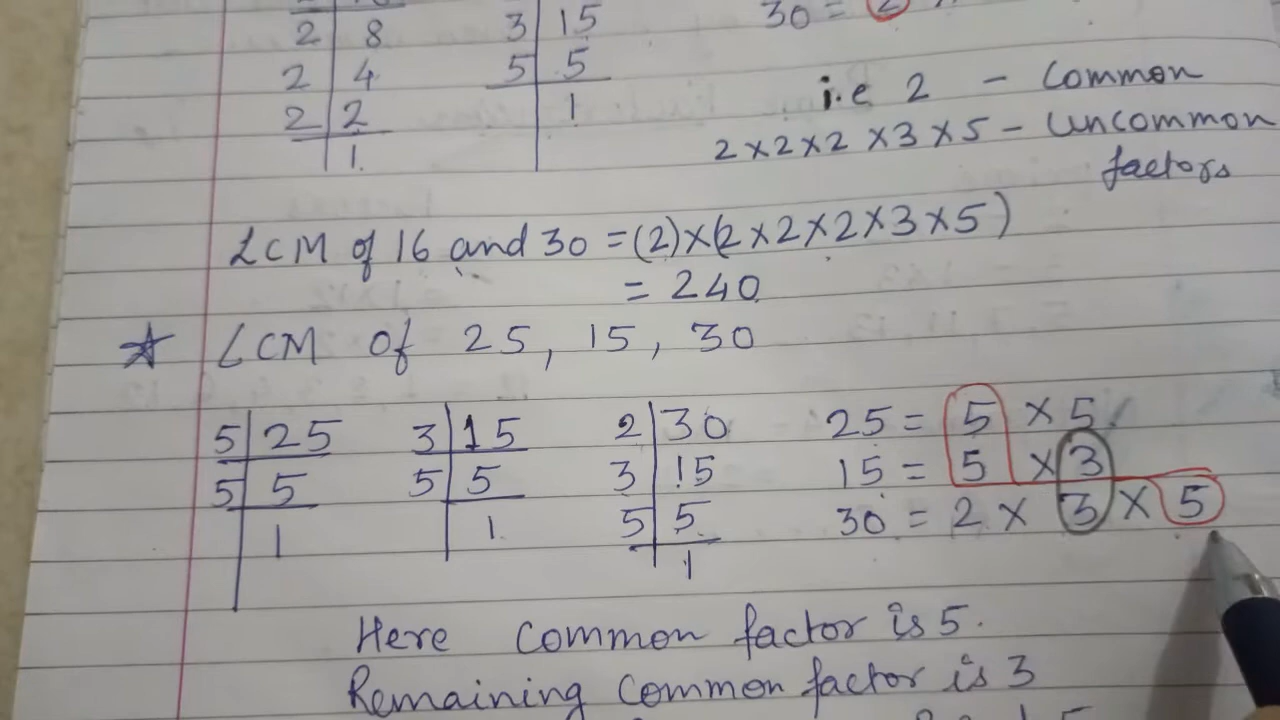 2 | 8
2 | 4
2 | 2
1
3 | 15
5 | 5
1
30 = 2
i.e 2 - Common
2 x 2 x 2 x 3 x 5 - Uncommon
factors
LCM of 16 and 30 = (2) x (2 x 2 x 2 x 3 x 5)
= 240
LCM of 25, 15, 30
5 | 25
5 | 5
1
3 | 15
5 | 5
1
2 | 30
3 | 15
5 | 5
1
25 = 5 x 5
15 = 5 x 3
30 = 2 x 3 x 5
Here common factor is 5.
Remaining common factor is 3